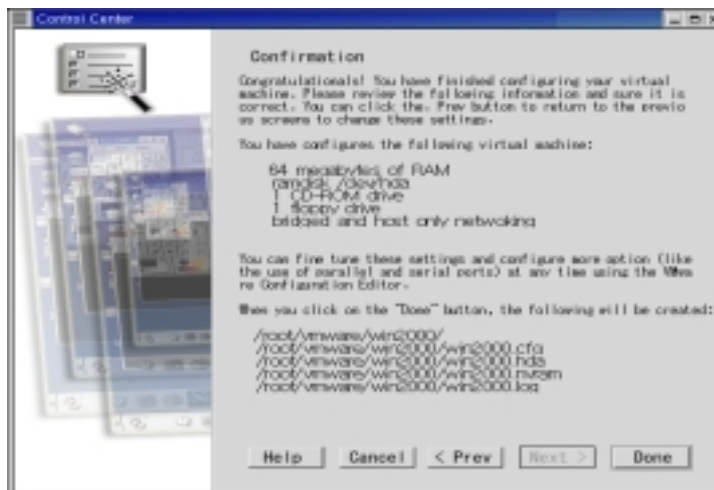 Control Center
Confirmation
Congratulationals! You have finished configuring your virtual
machine. Please review the following information and sure it is
correct. You can click the. Prev button to return to the previo
us screens to change these settings.
You have configures the following virtual machine:
64 megabytes of RAM
ramdisk /dev/hda
1 CD-ROM drive
1 floppy drive
bridged and host only netwoking
You can fine tune these settings and configure more option (like
the use of parallel and serial ports) at any time using the VMwa
re Configuration Editor.
When you click on the "Done" button, the following will be created:
/root/vmware/win2000/
/root/vmware/win2000/win2000.cfg
/root/vmware/win2000/win2000.hda
/root/vmware/win2000/win2000.nvram
/root/vmware/win2000/win2000.log
Help Cancel < Prev Next > Done